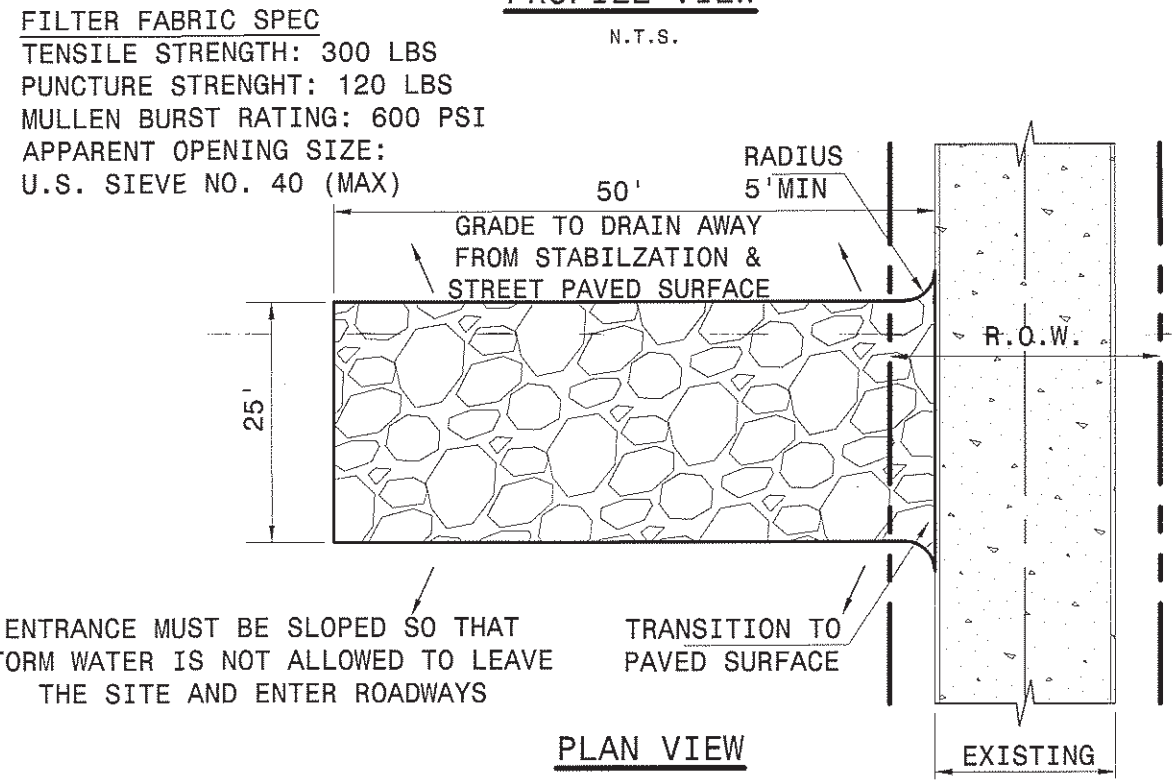 PROFILE VIEW
N.T.S.
FILTER FABRIC SPEC
TENSILE STRENGTH: 300 LBS
PUNCTURE STRENGHT: 120 LBS
MULLEN BURST RATING: 600 PSI
APPARENT OPENING SIZE:
U.S. SIEVE NO. 40 (MAX)
RADIUS
5'MIN
50'
GRADE TO DRAIN AWAY
FROM STABILZATION &
STREET PAVED SURFACE
R.O.W.
25'
ENTRANCE MUST BE SLOPED SO THAT
TORM WATER IS NOT ALLOWED TO LEAVE
THE SITE AND ENTER ROADWAYS
TRANSITION TO
PAVED SURFACE
PLAN VIEW
EXISTING